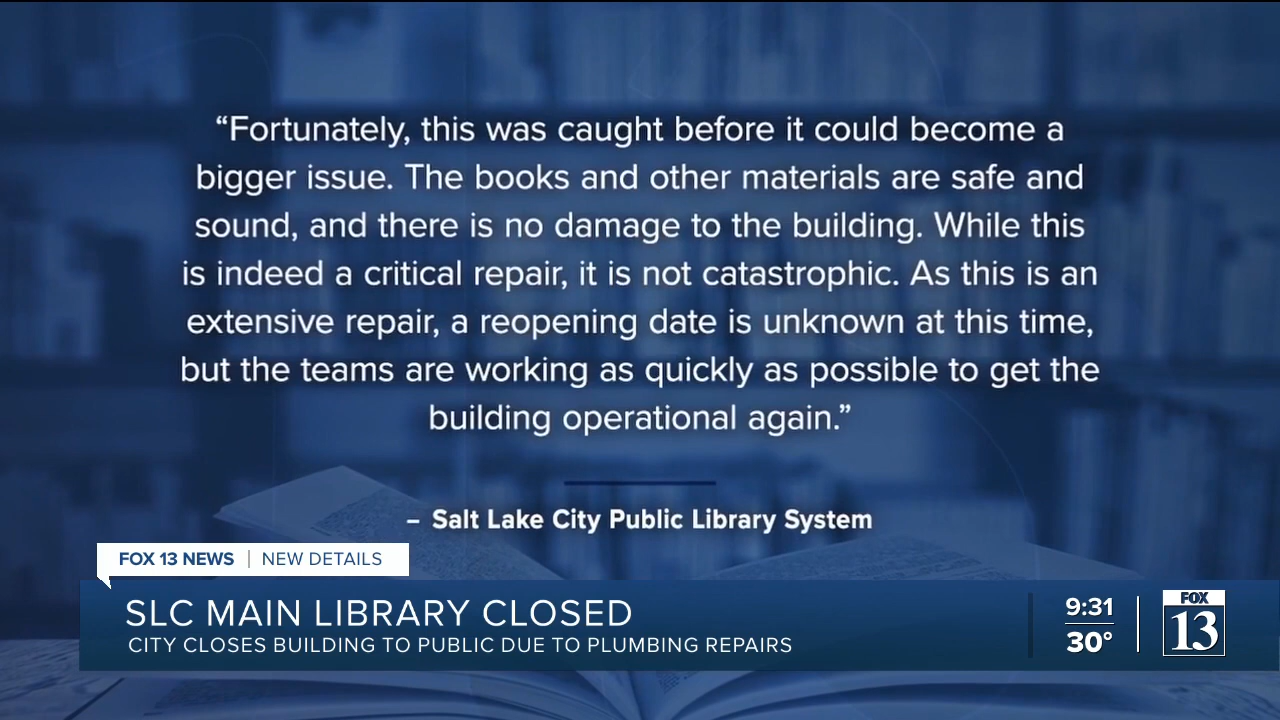 “Fortunately, this was caught before it could become a
bigger issue. The books and other materials are safe and
sound, and there is no damage to the building. While this
is indeed a critical repair, it is not catastrophic. As this is an
extensive repair, a reopening date is unknown at this time,
but the teams are working as quickly as possible to get the
building operational again.”
– Salt Lake City Public Library System
FOX 13 NEWS | NEW DETAILS
SLC MAIN LIBRARY CLOSED
CITY CLOSES BUILDING TO PUBLIC DUE TO PLUMBING REPAIRS
9:31
30°
FOX
13